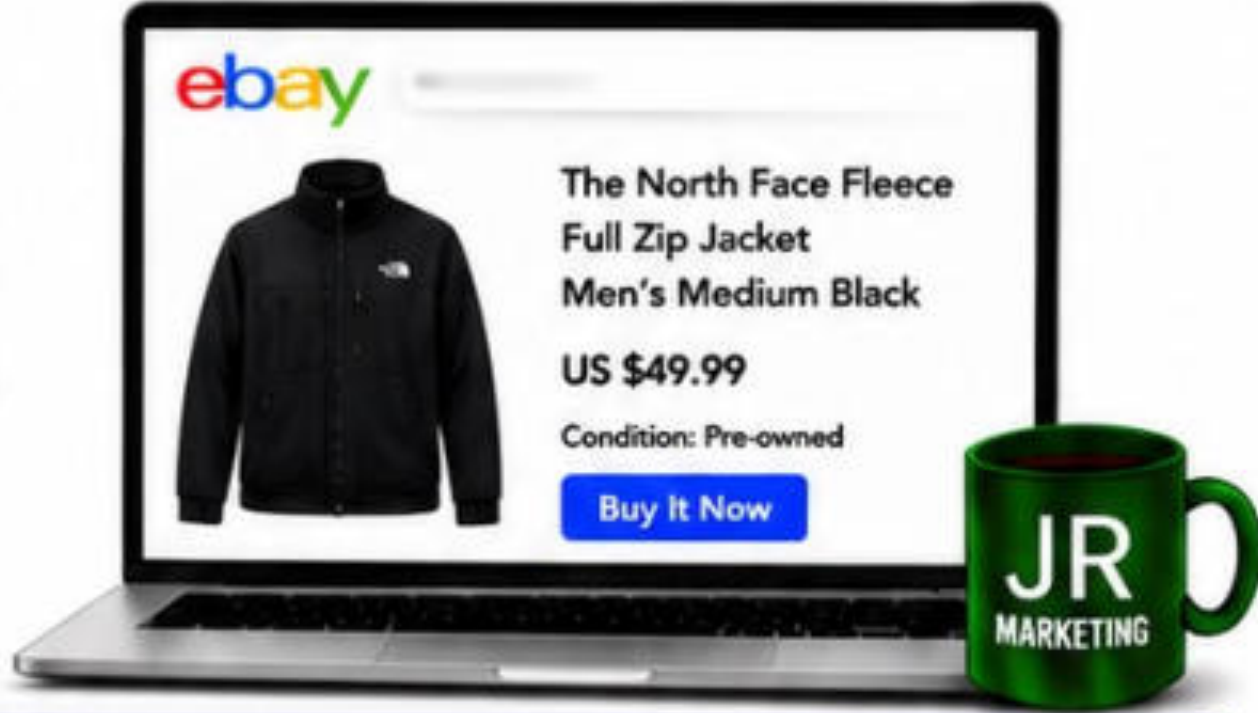 ebay
The North Face Fleece
Full Zip Jacket
Men's Medium Black
US $49.99
Condition: Pre-owned
Buy It Now
JR
MARKETING